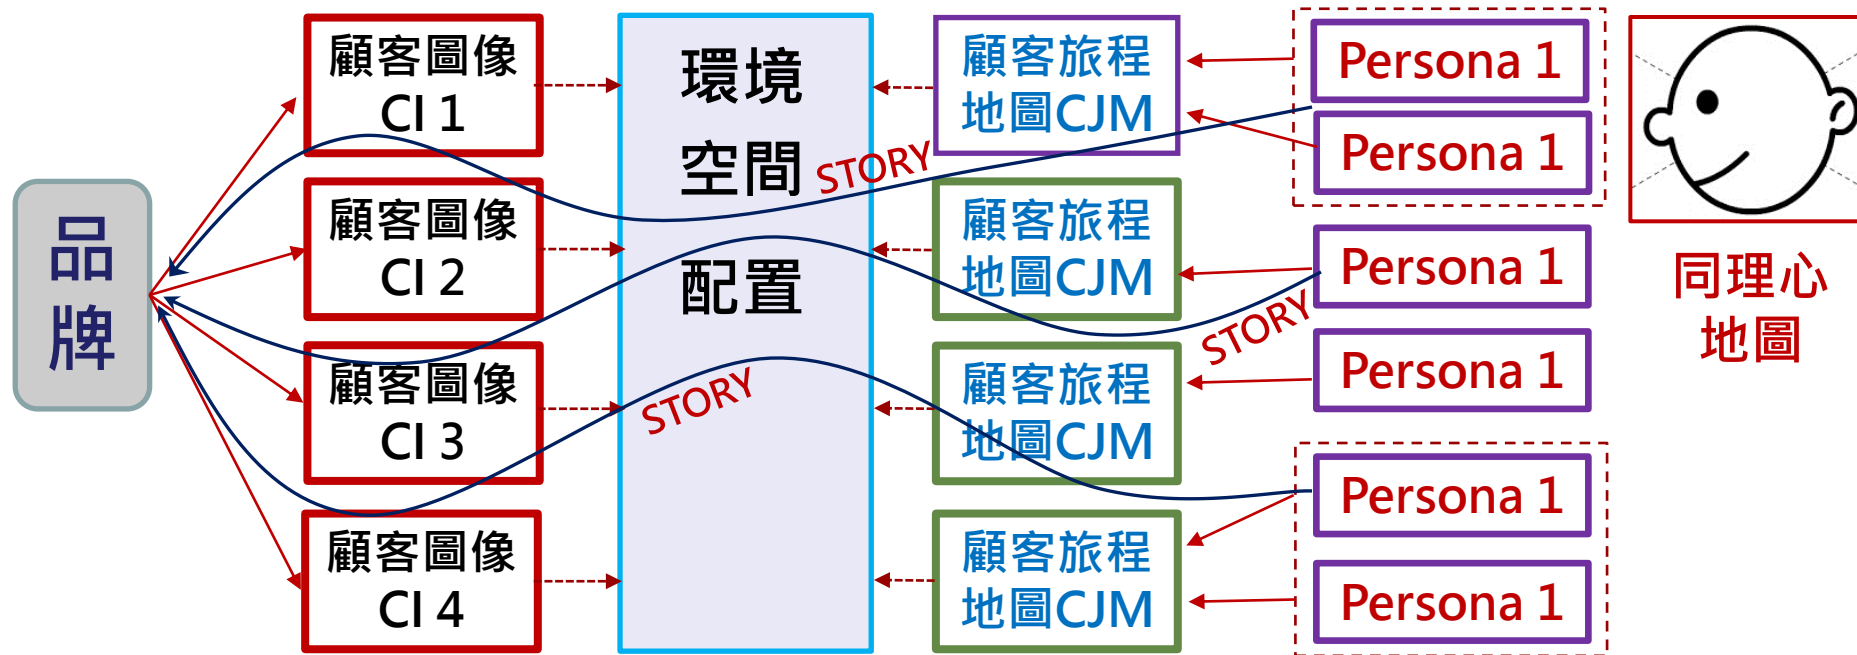 品
牌
顧客圖像
CI 1
顧客圖像
CI 2
顧客圖像
CI 3
顧客圖像
CI 4
環境
空間
配置
STORY
STORY
STORY
顧客旅程
地圖CJM
顧客旅程
地圖CJM
顧客旅程
地圖CJM
顧客旅程
地圖CJM
Persona 1
Persona 1
Persona 1
Persona 1
Persona 1
Persona 1
同理心
地圖